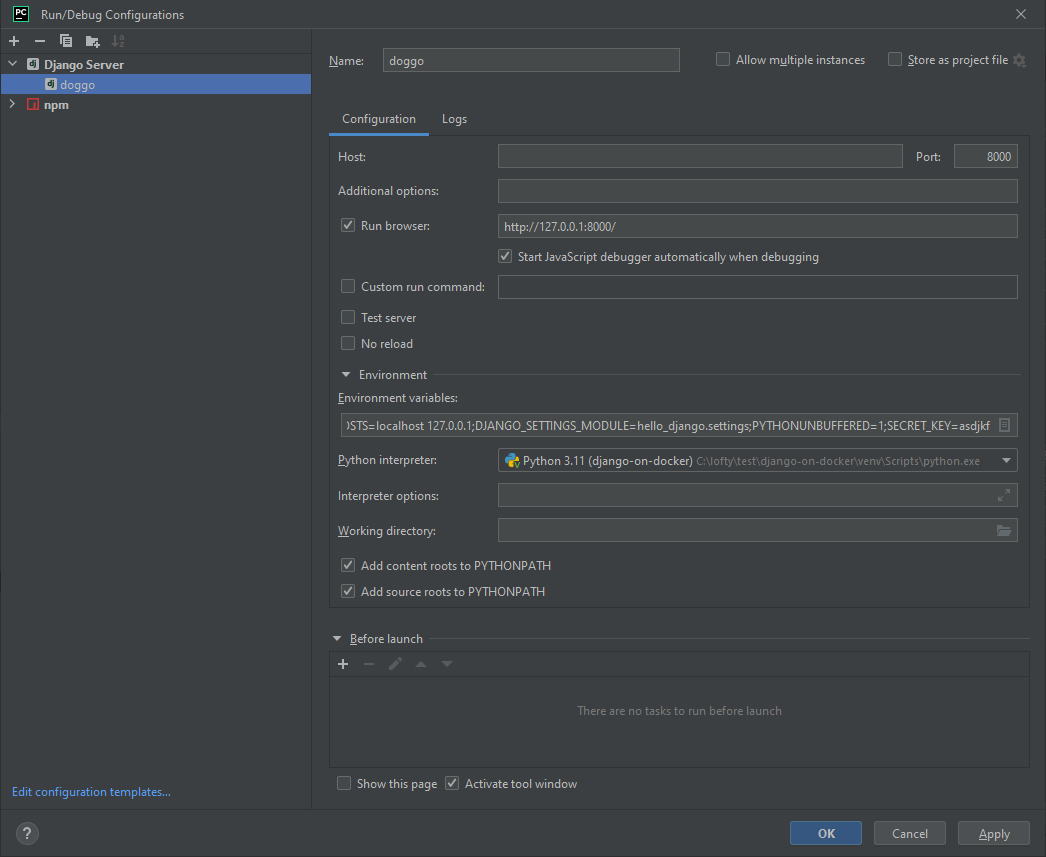 PC Run/Debug Configurations
Django Server
doggo
npm
Edit configuration templates...
Name: doggo
Allow multiple instances
Store as project file
Configuration Logs
Host: Port: 8000
Additional options:
Run browser: http://127.0.0.1:8000/
Start JavaScript debugger automatically when debugging
Custom run command:
Test server
No reload
Environment
Environment variables:
OSTS=localhost 127.0.0.1;DJANGO_SETTINGS_MODULE=hello_django.settings;PYTHONUNBUFFERED=1;SECRET_KEY=asdjkf
Python interpreter: Python 3.11 (django-on-docker) C:\lofty\test\django-on-docker\venv\Scripts\python.exe
Interpreter options:
Working directory:
Add content roots to PYTHONPATH
Add source roots to PYTHONPATH
Before launch
There are no tasks to run before launch
Show this page Activate tool window
? OK Cancel Apply